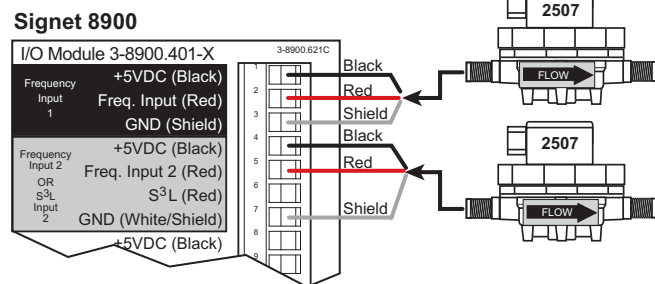 Signet 8900
I/O Module 3-8900.401-X
3-8900.621C
Frequency
Input
1
+5VDC (Black)
Freq. Input (Red)
GND (Shield)
Frequency
Input 2
OR
S3L
Input
2
+5VDC (Black)
Freq. Input 2 (Red)
S3L (Red)
GND (White/Shield)
+5VDC (Black)
1
2
3
4
5
6
7
8
9
Black
Red
Shield
Black
Red
Shield
2507
FLOW
2507
FLOW